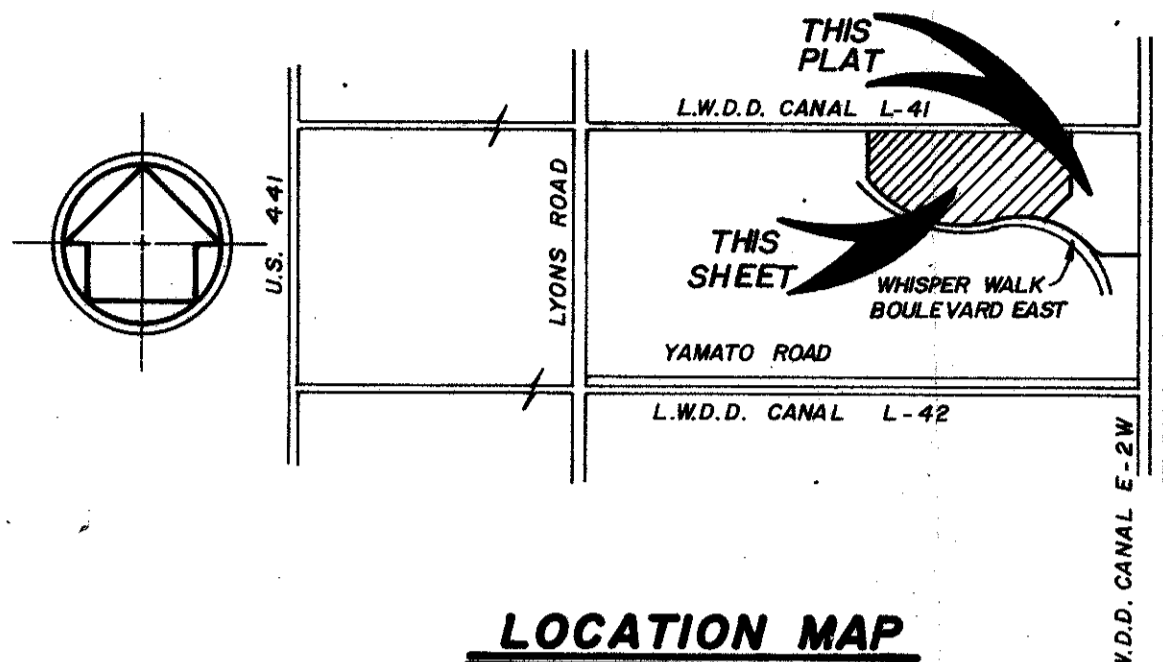 THIS
PLAT
L.W.D.D. CANAL L-41
U.S. 441
LYONS ROAD
THIS
SHEET
WHISPER WALK
BOULEVARD EAST
YAMATO ROAD
L.W.D.D. CANAL L-42
W.D.D. CANAL E-2W
LOCATION MAP